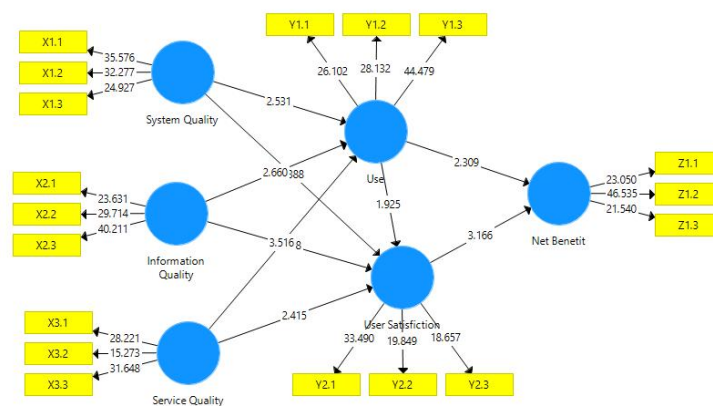 Y1.1 Y1.2 Y1.3
X1.1
35.576
26.102 28.132 44.479
X1.2
32.277
X1.3
24.927
System Quality
2.531
Use
2.309
Z1.1
23.050
X2.1
23.631
2.660
Z1.2
46.535
X2.2
29.714
1.925
Z1.3
21.540
X2.3
40.211
3.516
3.166
Net Benetit
Information
Quality
X3.1
28.221
2.415
User Satisfiction
X3.2
15.273
33.490 19.849 18.657
X3.3
31.648
Y2.1 Y2.2 Y2.3
Service Quality